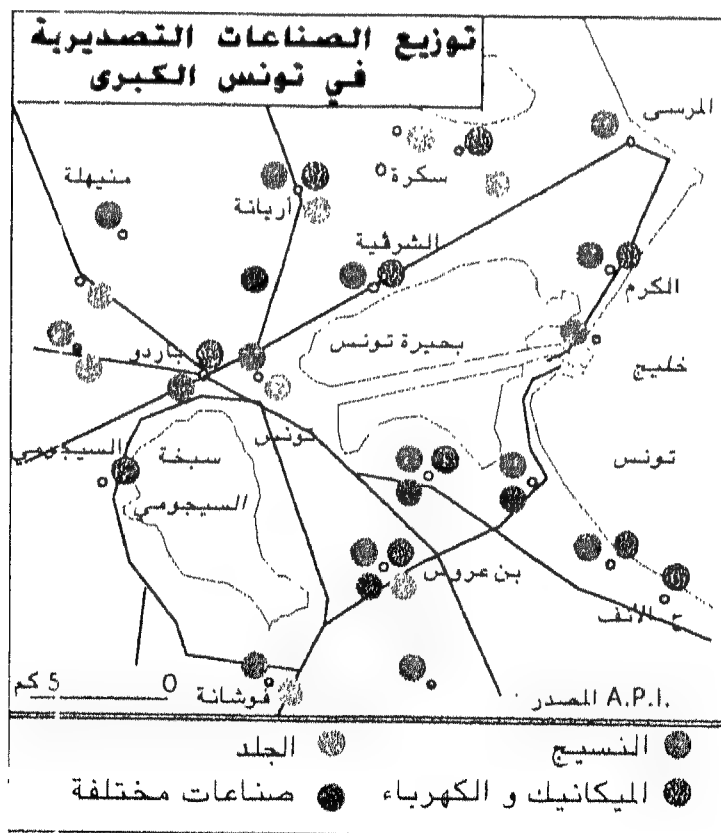 توزيع الصناعات التصديرية
في تونس الكبرى
المرسى
سكرة
منيهلة
أريانة
الشرقية
الكرم
باردو
بحيرة تونس
خليج
تونس
تونس
السيجومي
سبخة
السيجومي
بن عروس
ح.الأنف
فوشانة
5 كم 0
المصدر A.P.I.
النسيج
الجلد
الميكانيك و الكهرباء
صناعات مختلفة